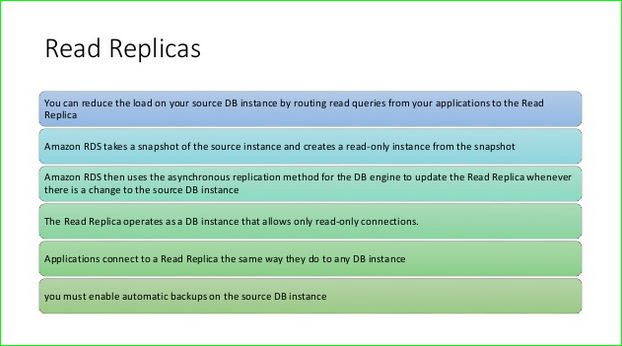 Read Replicas
You can reduce the load on your source DB instance by routing read queries from your applications to the Read
Replica
Amazon RDS takes a snapshot of the source instance and creates a read-only instance from the snapshot
Amazon RDS then uses the asynchronous replication method for the DB engine to update the Read Replica whenever
there is a change to the source DB instance
The Read Replica operates as a DB instance that allows only read-only connections.
Applications connect to a Read Replica the same way they do to any DB instance
you must enable automatic backups on the source DB instance